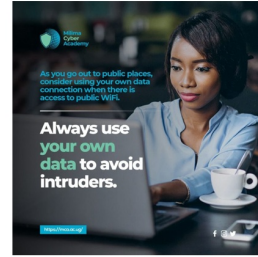 Milima
Cyber
Academy
As you go out to public places,
consider using your own data
connection when there is
access to public WiFi.
Always use
your own
data to avoid
intruders.